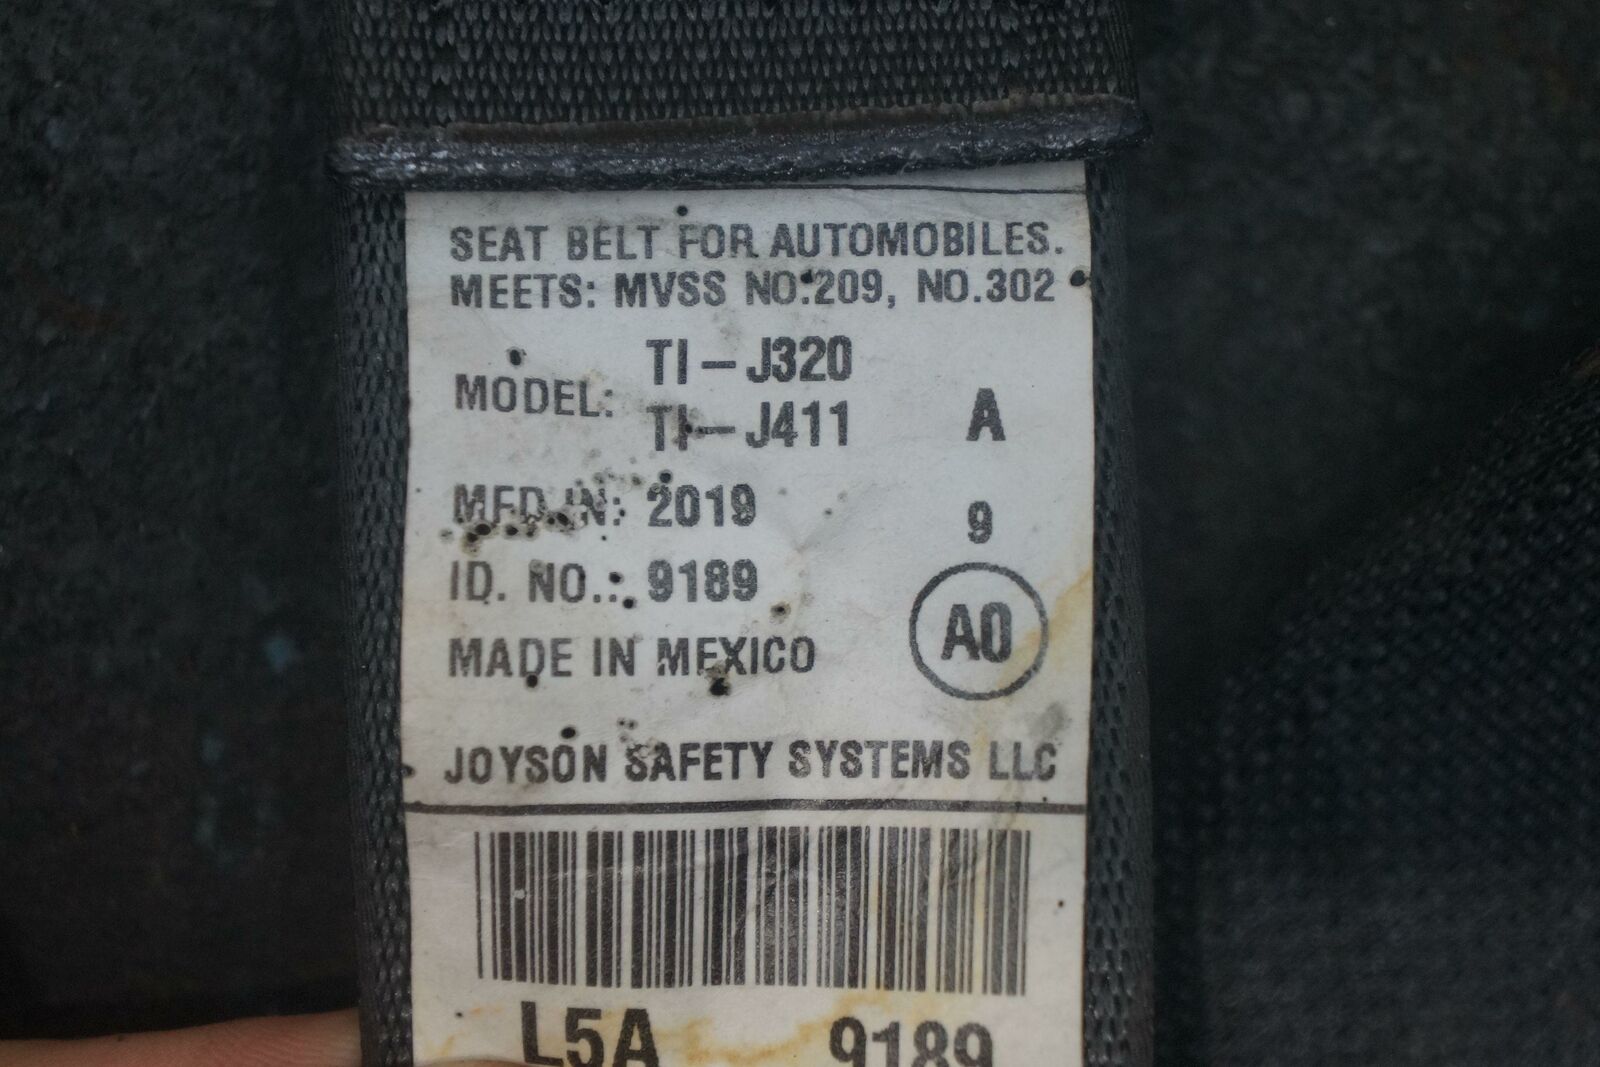 SEAT BELT FOR AUTOMOBILES.
MEETS: MVSS NO.209, NO.302
MODEL: TI-J320
TI-J411 A
MFD IN: 2019 9
ID. NO.: 9189
MADE IN MEXICO A0
JOYSON SAFETY SYSTEMS LLC
L5A 9189